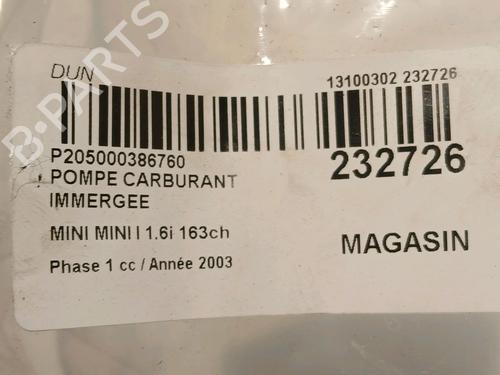 DUN
13100302 232726
P205000386760
POMPE CARBURANT
IMMERGEE
232726
MINI MINI I 1.6i 163ch
MAGASIN
Phase 1 cc / Année 2003
B-PARTS